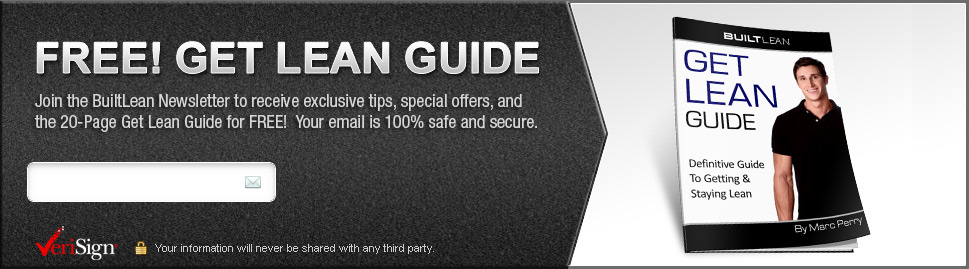 FREE! GET LEAN GUIDE
Join the BuiltLean Newsletter to receive exclusive tips, special offers, and
the 20-Page Get Lean Guide for FREE! Your email is 100% safe and secure.
VeriSign
Your information will never be shared with any third party.
BUILTLEAN
GET
LEAN
GUIDE
Definitive Guide
To Getting &
Staying Lean
By Marc Perry